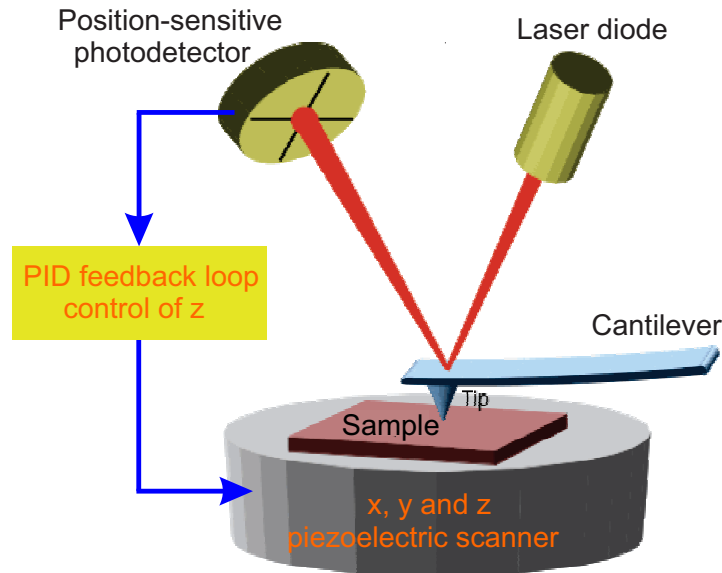 Position-sensitive
photodetector
Laser diode
PID feedback loop
control of z
Cantilever
Tip
Sample
x, y and z
piezoelectric scanner